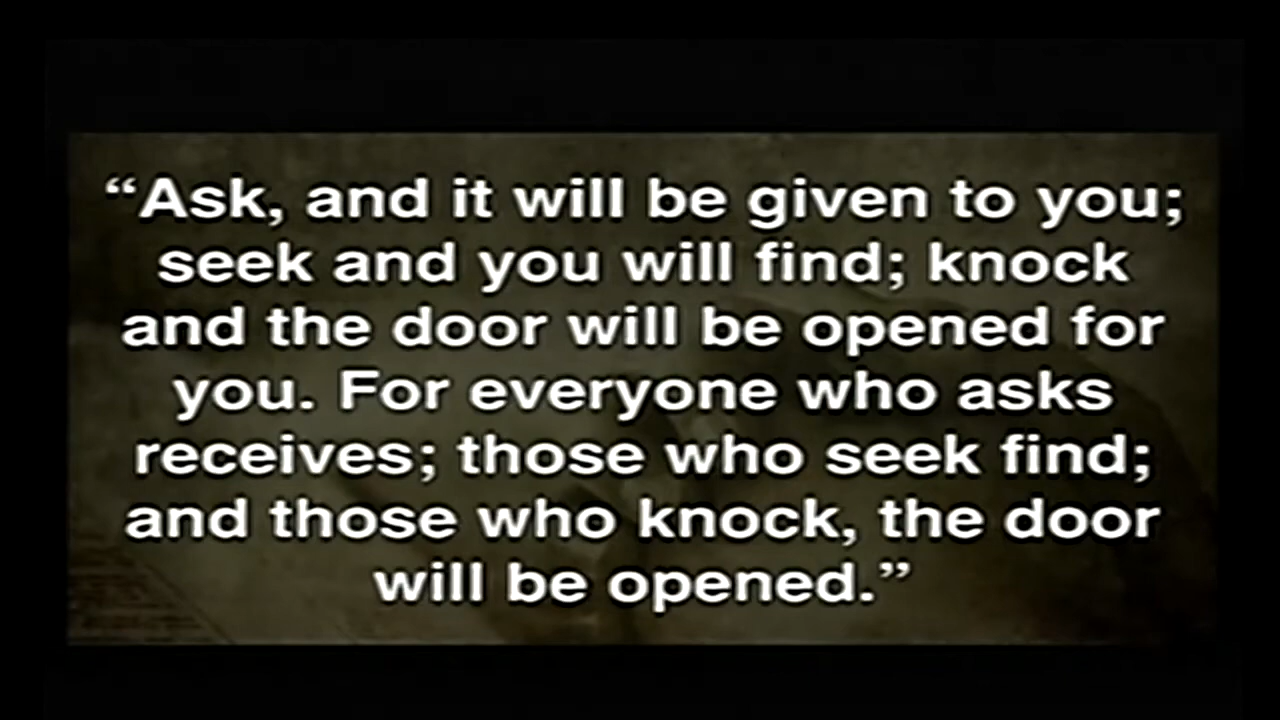 “Ask, and it will be given to you;
seek and you will find; knock
and the door will be opened for
you. For everyone who asks
receives; those who seek find;
and those who knock, the door
will be opened.”